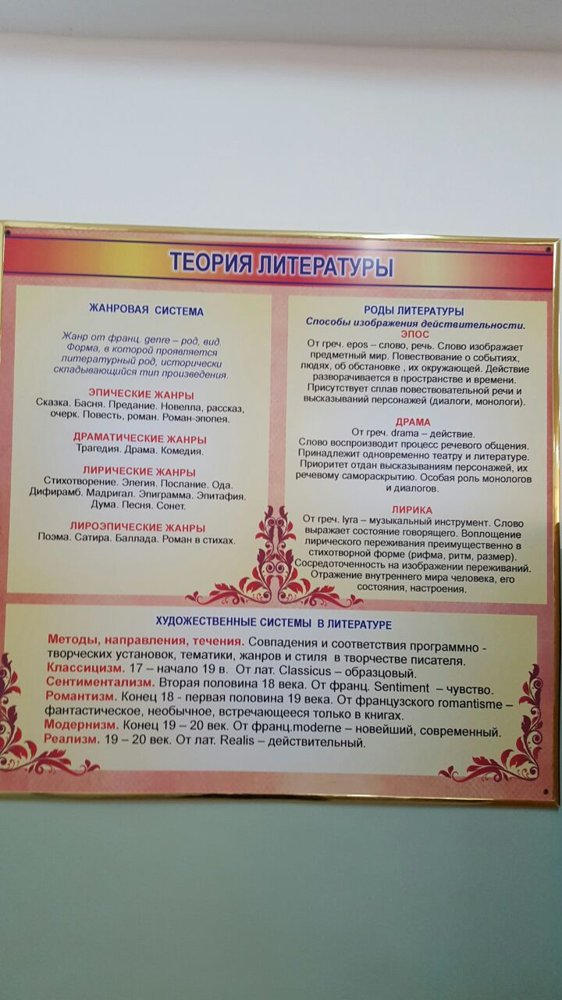 ТЕОРИЯ ЛИТЕРАТУРЫ
ЖАНРОВАЯ СИСТЕМА
Жанр от франц. genre – род, вид.
Форма, в которой проявляется
литературный род, исторически
складывающийся тип произведения.
ЭПИЧЕСКИЕ ЖАНРЫ
Сказка. Басня. Предание. Новелла, рассказ,
очерк. Повесть, роман. Роман-эпопея.
ДРАМАТИЧЕСКИЕ ЖАНРЫ
Трагедия. Драма. Комедия.
ЛИРИЧЕСКИЕ ЖАНРЫ
Стихотворение. Элегия. Послание. Ода.
Дифирамб. Мадригал. Эпиграмма. Эпитафия.
Дума. Песня. Сонет.
ЛИРОЭПИЧЕСКИЕ ЖАНРЫ
Поэма. Сатира. Баллада. Роман в стихах.
РОДЫ ЛИТЕРАТУРЫ
Способы изображения действительности.
ЭПОС
От греч. epos – слово, речь. Слово изображает
предметный мир. Повествование о событиях,
людях, об обстановке , их окружающей. Действие
разворачивается в пространстве и времени.
Присутствует сплав повествовательной речи и
высказываний персонажей (диалоги, монологи).
ДРАМА
От греч. drama – действие.
Слово воспроизводит процесс речевого общения.
Принадлежит одновременно театру и литературе.
Приоритет отдан высказываниям персонажей, их
речевому самораскрытию. Особая роль монологов
и диалогов.
ЛИРИКА
От греч. lyra – музыкальный инструмент. Слово
выражает состояние говорящего. Воплощение
лирического переживания преимущественно в
стихотворной форме (рифма, ритм, размер).
Сосредоточенность на изображении переживаний.
Отражение внутреннего мира человека, его
состояния, настроения.
ХУДОЖЕСТВЕННЫЕ СИСТЕМЫ В ЛИТЕРАТУРЕ
Методы, направления, течения. Совпадения и соответствия программно -
творческих установок, тематики, жанров и стиля в творчестве писателя.
Классицизм. 17 – начало 19 в. От лат. Classicus – образцовый.
Сентиментализм. Вторая половина 18 века. От франц. Sentiment – чувство.
Романтизм. Конец 18 - первая половина 19 века. От французского romantisme –
фантастическое, необычное, встречающееся только в книгах.
Модернизм. Конец 19 – 20 век. От франц.moderne – новейший, современный.
Реализм. 19 – 20 век. От лат. Realis – действительный.